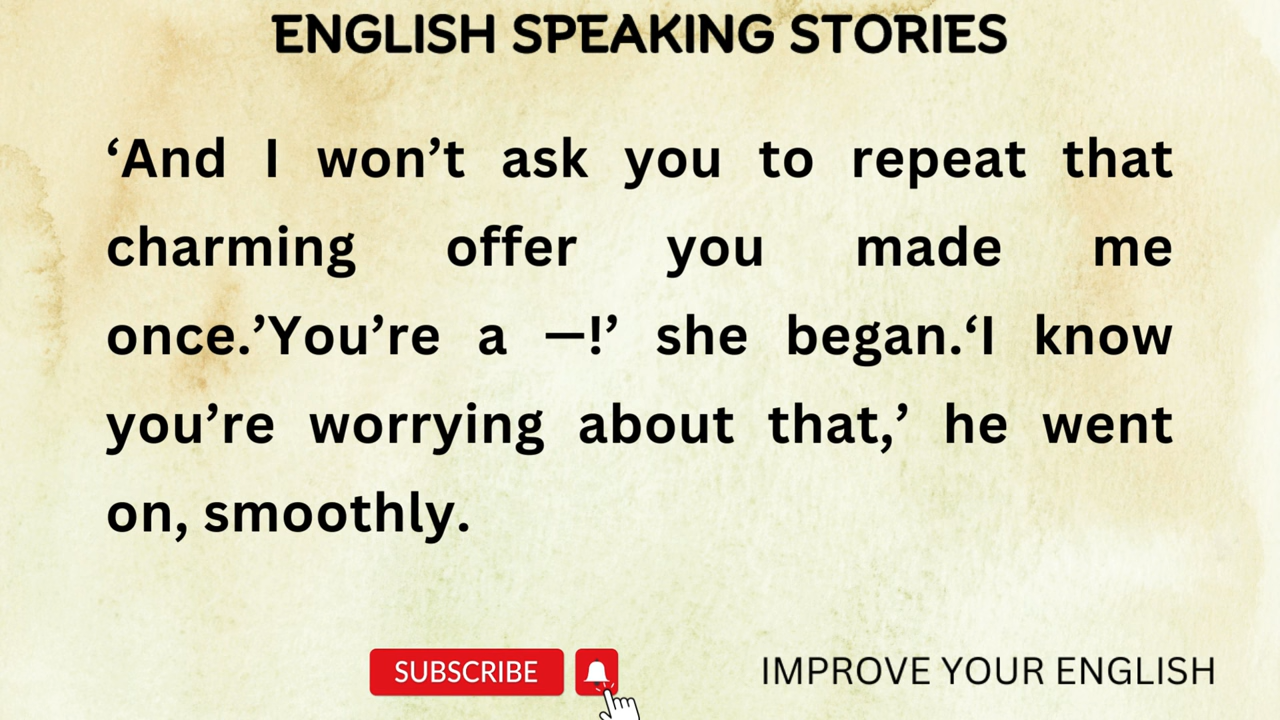 ENGLISH SPEAKING STORIES
‘And I won’t ask you to repeat that
charming offer you made me
once.’You’re a —!’ she began.‘I know
you’re worrying about that,’ he went
on, smoothly.
SUBSCRIBE
IMPROVE YOUR ENGLISH